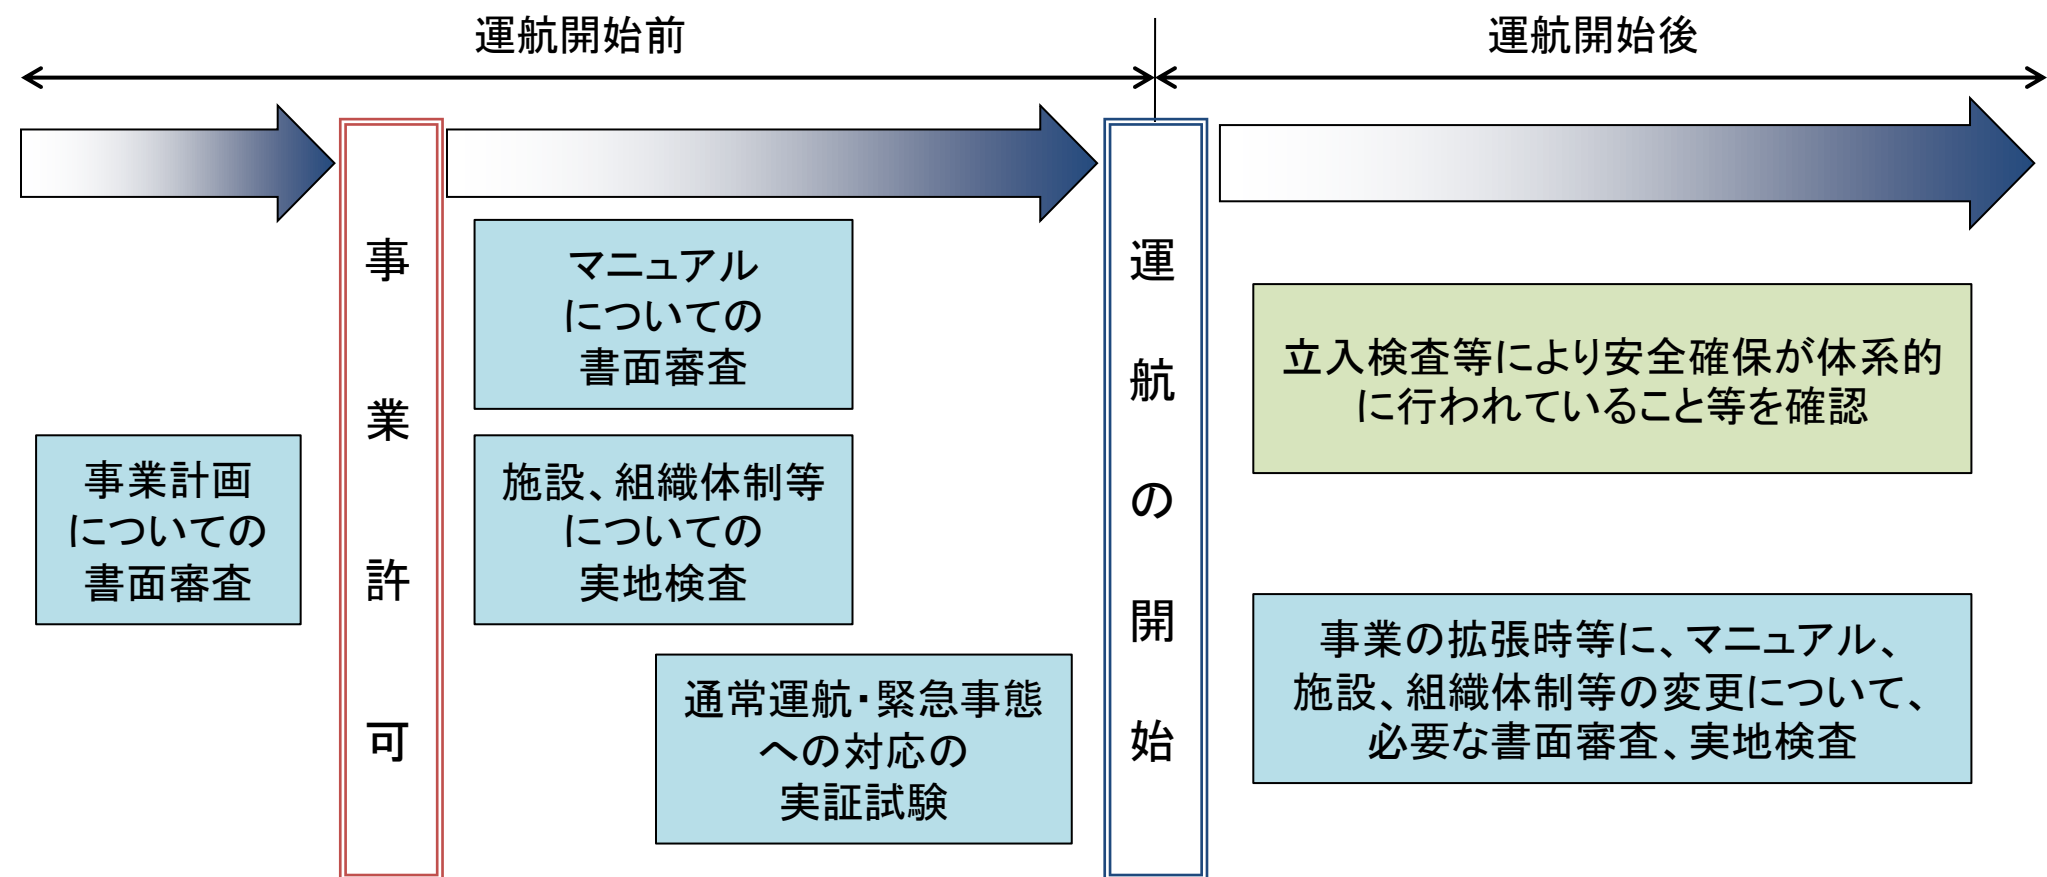 運航開始前
運航開始後
事業計画
についての
書面審査
事業許可
マニュアル
についての
書面審査
施設、組織体制等
についての
実地検査
通常運航・緊急事態
への対応の
実証試験
運航の開始
立入検査等により安全確保が体系的
に行われていること等を確認
事業の拡張時等に、マニュアル、
施設、組織体制等の変更について、
必要な書面審査、実地検査